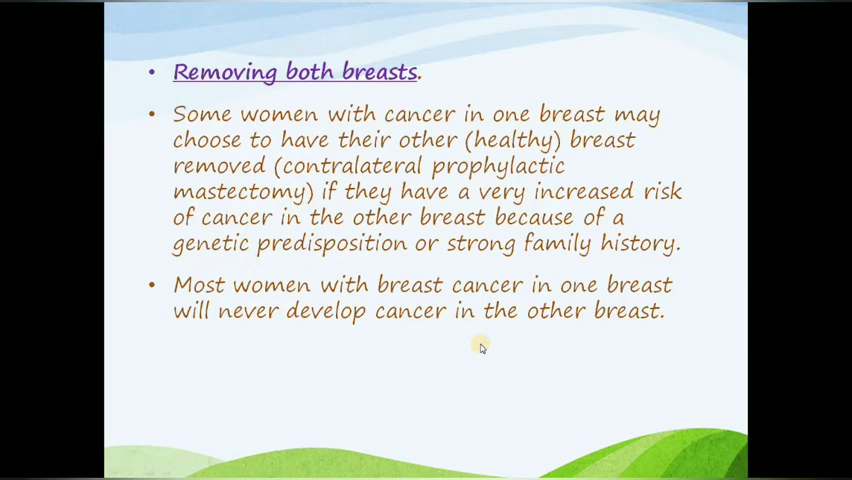 • Removing both breasts.
• Some women with cancer in one breast may
choose to have their other (healthy) breast
removed (contralateral prophylactic
mastectomy) if they have a very increased risk
of cancer in the other breast because of a
genetic predisposition or strong family history.
• Most women with breast cancer in one breast
will never develop cancer in the other breast.